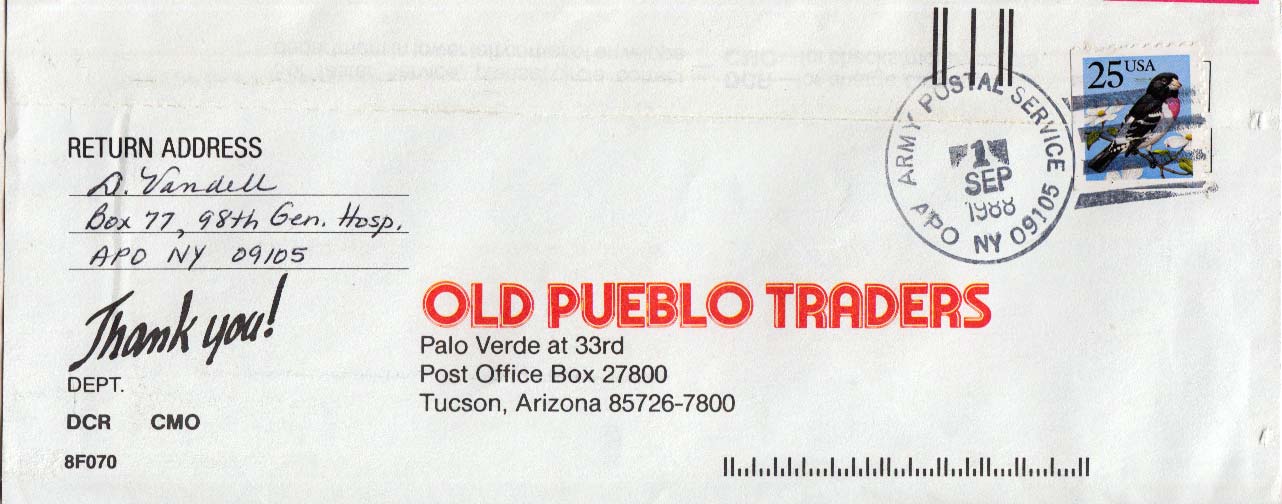 RETURN ADDRESS
D. Vandell
Box 77, 98th Gen. Hosp.
APO NY 09105
Thank you!
DEPT.
DCR CMO
8F070
OLD PUEBLO TRADERS
Palo Verde at 33rd
Post Office Box 27800
Tucson, Arizona 85726-7800
ARMY POSTAL SERVICE
1
SEP
1988
APO NY 09105
25 USA